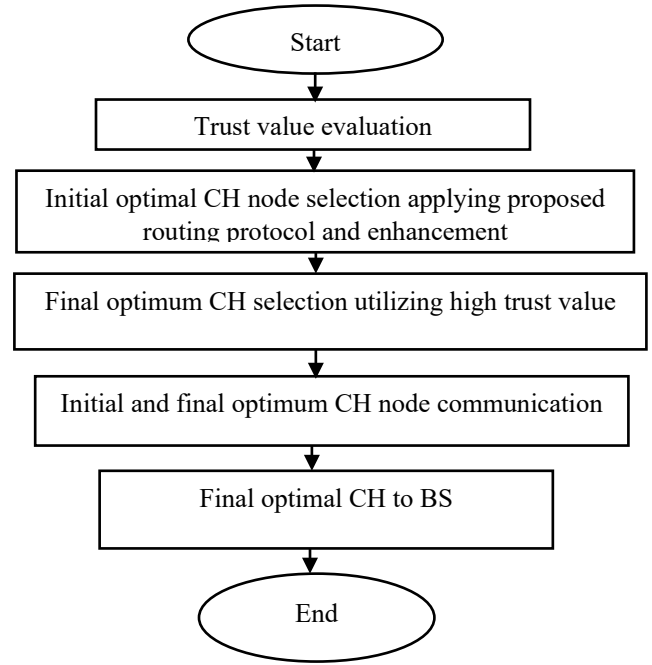 Start
Trust value evaluation
Initial optimal CH node selection applying proposed
routing protocol and enhancement
Final optimum CH selection utilizing high trust value
Initial and final optimum CH node communication
Final optimal CH to BS
End